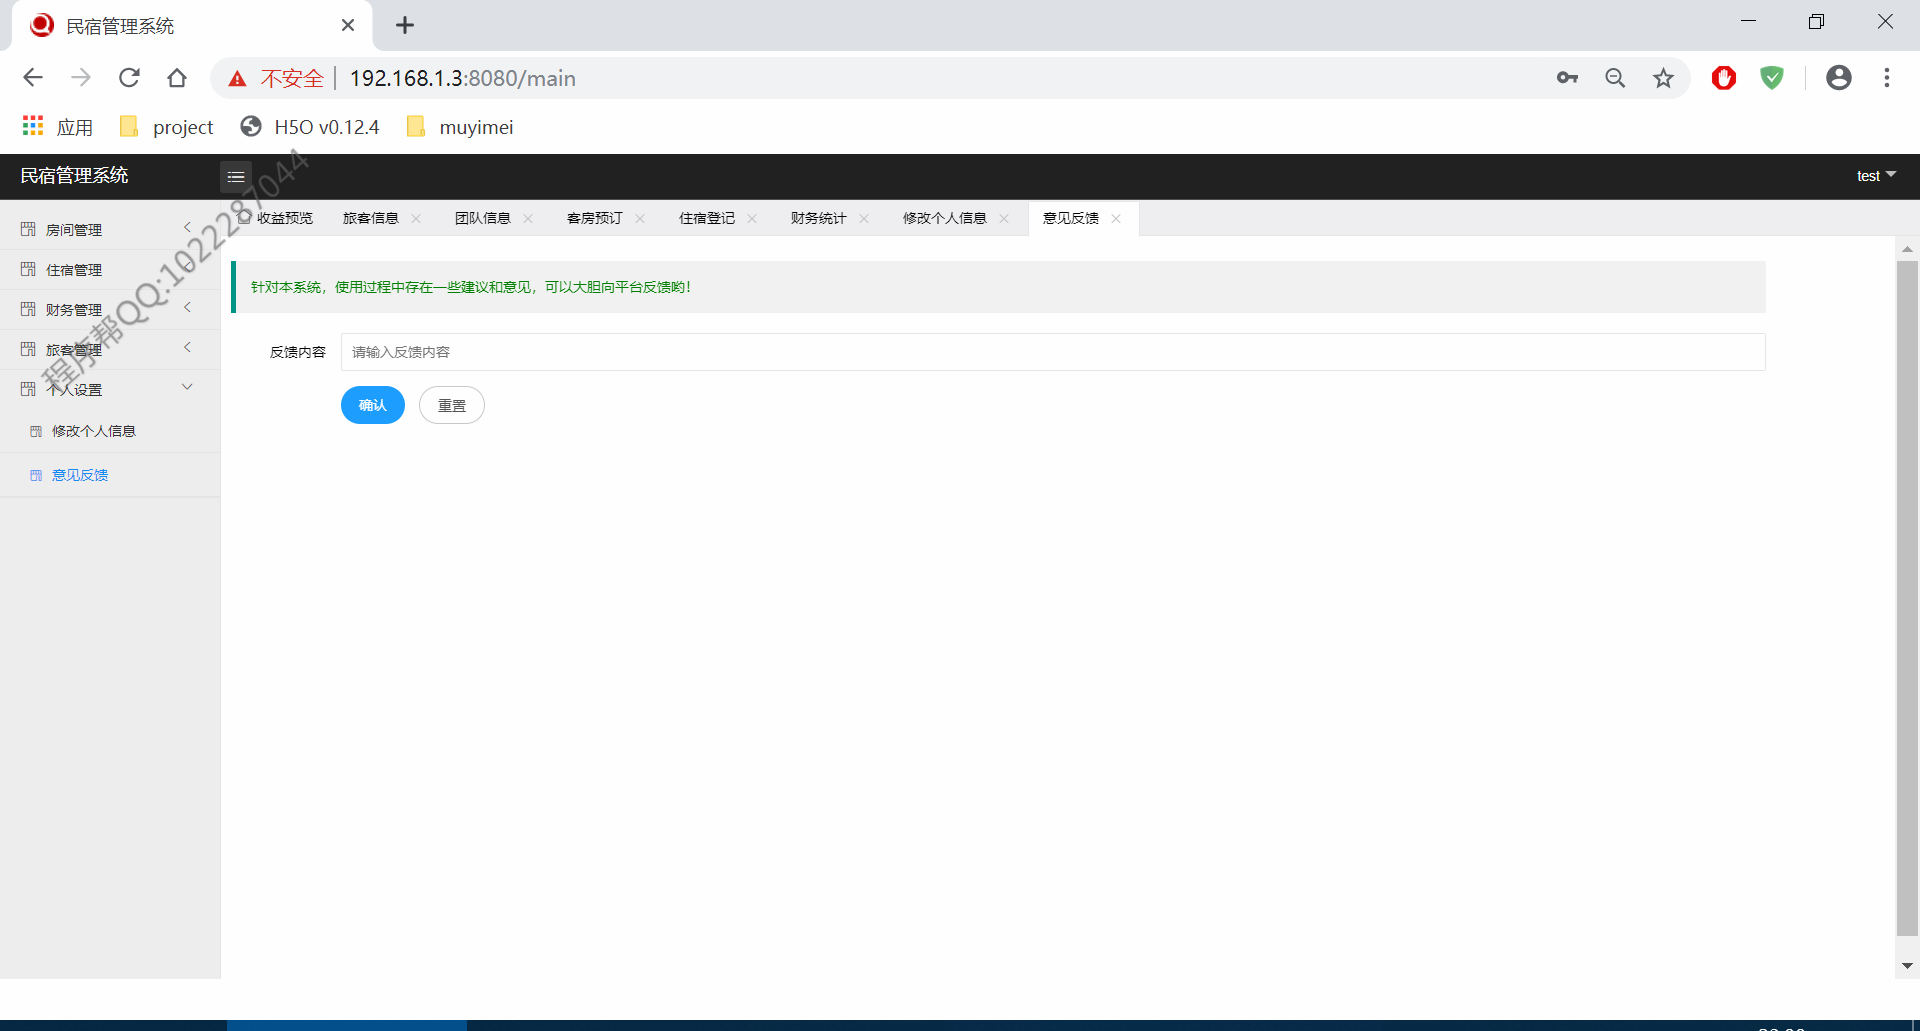 民宿管理系统
不安全 192.168.1.3:8080/main
应用 project H5O v0.12.4 muyimei
民宿管理系统 test
收益预览 旅客信息 团队信息 客房预订 住宿登记 财务统计 修改个人信息 意见反馈
房间管理
住宿管理
财务管理
旅客管理
个人设置
修改个人信息
意见反馈
针对本系统，使用过程中存在一些建议和意见，可以大胆向平台反馈哟！
反馈内容 请输入反馈内容
确认 重置
程序帮QQ:1022287044